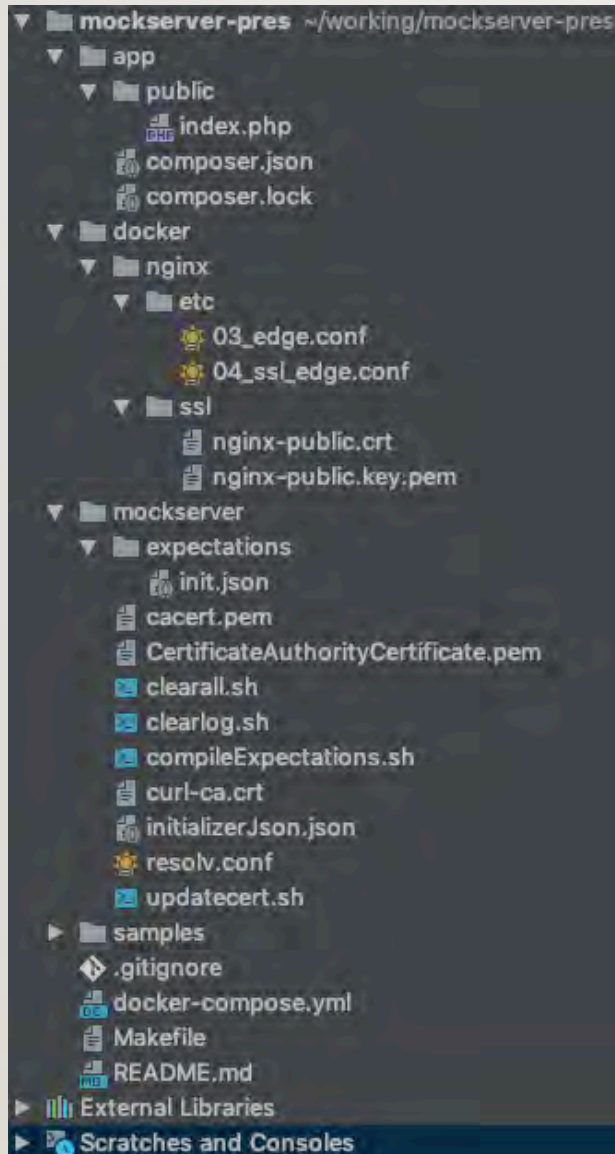 mockserver-pres ~/working/mockserver-pres
app
public
index.php
composer.json
composer.lock
docker
nginx
etc
03_edge.conf
04_ssl_edge.conf
ssl
nginx-public.crt
nginx-public.key.pem
mockserver
expectations
init.json
cacert.pem
CertificateAuthorityCertificate.pem
clearall.sh
clearlog.sh
compileExpectations.sh
curl-ca.crt
initializerJson.json
resolv.conf
updatecert.sh
samples
.gitignore
docker-compose.yml
Makefile
README.md
External Libraries
Scratches and Consoles